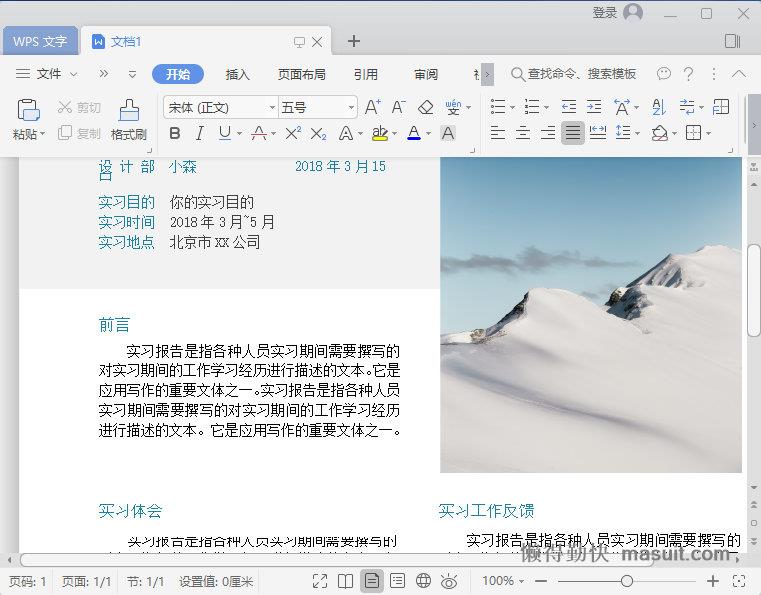 登录
WPS 文字
文档1
文件
开始
插入
页面布局
引用
审阅
查找命令、搜索模板
粘贴
剪切
复制
格式刷
宋体 (正文)
五号
设计部 小森 2018 年 3 月 15
日
实习目的 你的实习目的
实习时间 2018 年 3 月~5 月
实习地点 北京市 XX 公司
前言
实习报告是指各种人员实习期间需要撰写的
对实习期间的工作学习经历进行描述的文本。它是
应用写作的重要文体之一。实习报告是指各种人员
实习期间需要撰写的对实习期间的工作学习经历
进行描述的文本。它是应用写作的重要文体之一。
实习体会
实习报告是指各种人员实习期间需要撰写的
实习工作反馈
实习报告是指各种人员实习期间需要撰写的
懒得勤快 masuit.com
页码: 1 页面: 1/1 节: 1/1 设置值: 0厘米 100%